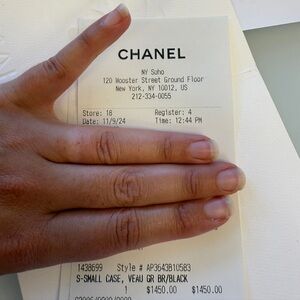 CHANEL
NY Soho
120 Wooster Street Ground Floor
New York, NY 10012, US
212-334-0055
Store: 18 Register: 4
Date: 11/9/24 Time: 12:44 PM
1438699 Style # AP3643B10583
S-SMALL CASE, VEAU GR BR/BLACK
1 $1450.00 $1450.00